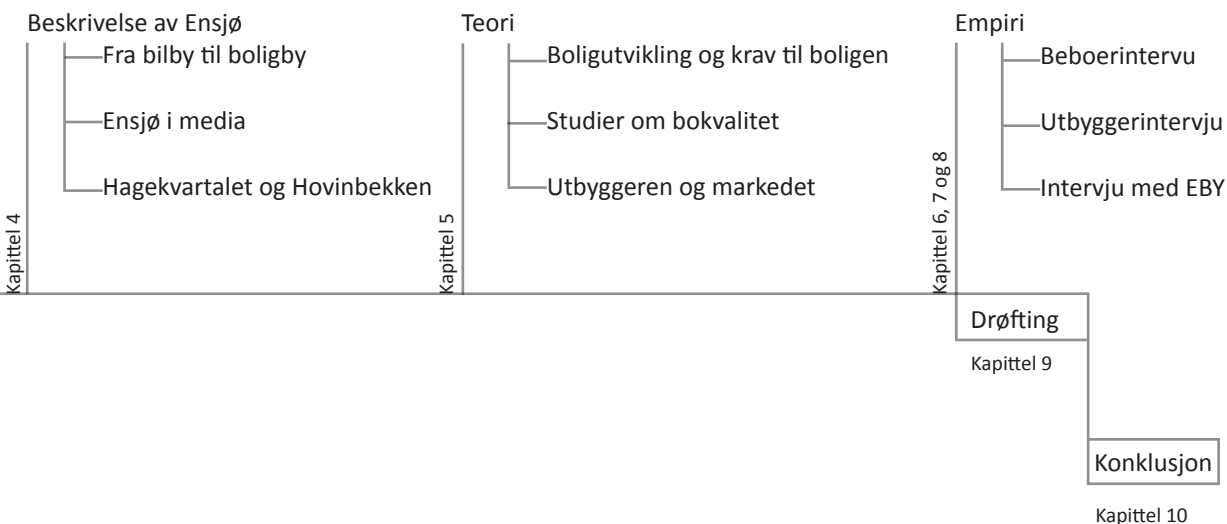 Beskrivelse av Ensjø
Fra bilby til boligby
Ensjø i media
Hagekvartalet og Hovinbekken
Kapittel 4
Teori
Boligutvikling og krav til boligen
Studier om bokvalitet
Utbyggeren og markedet
Kapittel 5
Empiri
Beboerintervu
Utbyggerintervju
Intervju med EBY
Kapittel 6, 7 og 8
Drøfting
Kapittel 9
Konklusjon
Kapittel 10